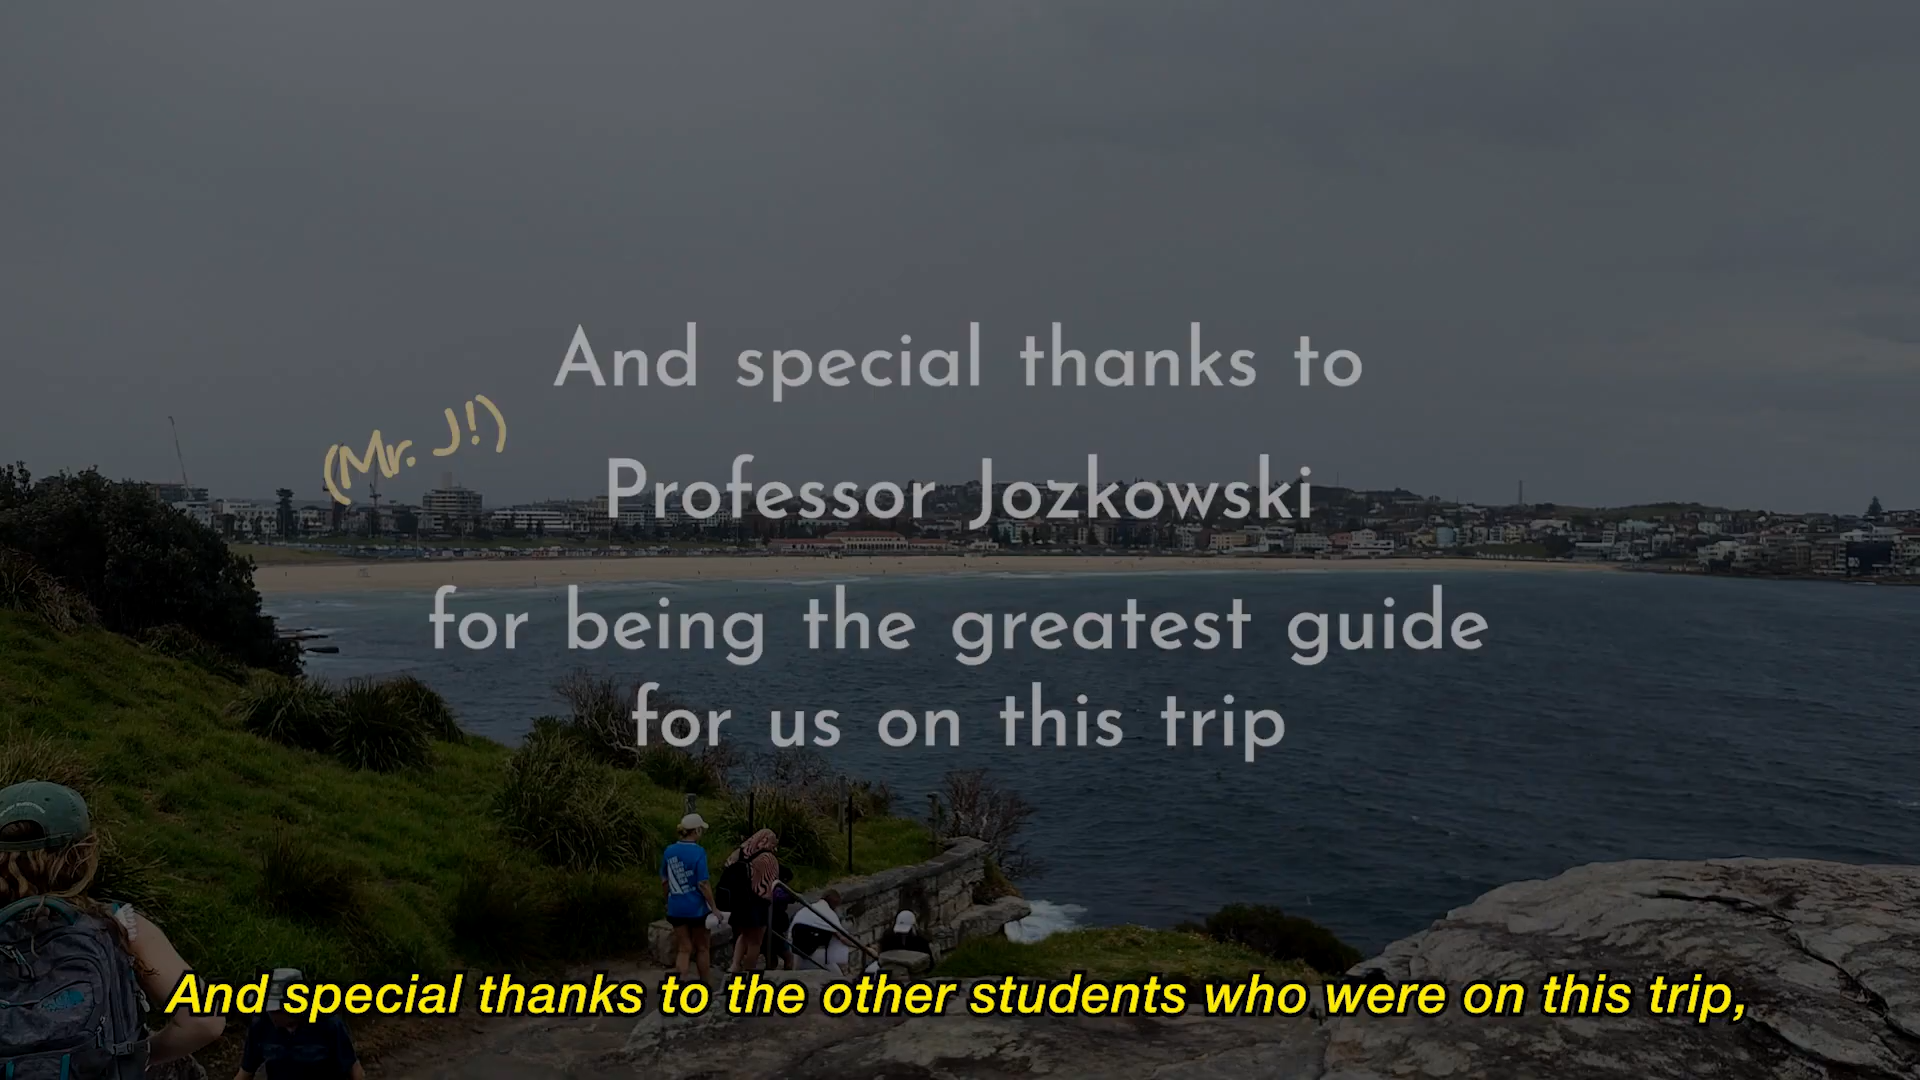 And special thanks to
(Mr. J!)
Professor Jozkowski
for being the greatest guide
for us on this trip
And special thanks to the other students who were on this trip,